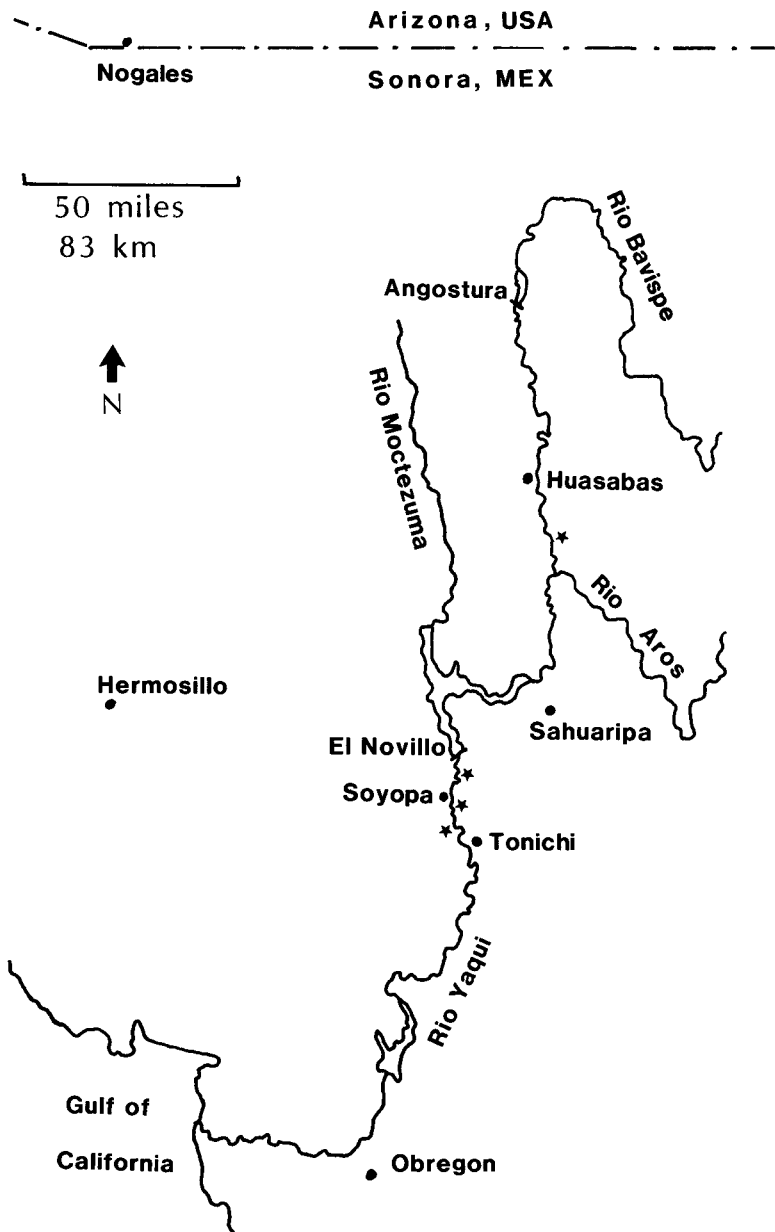 Arizona, USA
Nogales
Sonora, MEX
50 miles
83 km
Rio Bavispe
Angostura
N
Rio Moctezuma
Huasabas
Rio Aros
Hermosillo
Sahuaripa
El Novillo
Soyopa
Tonichi
Rio Yaqui
Gulf of
California
Obregon